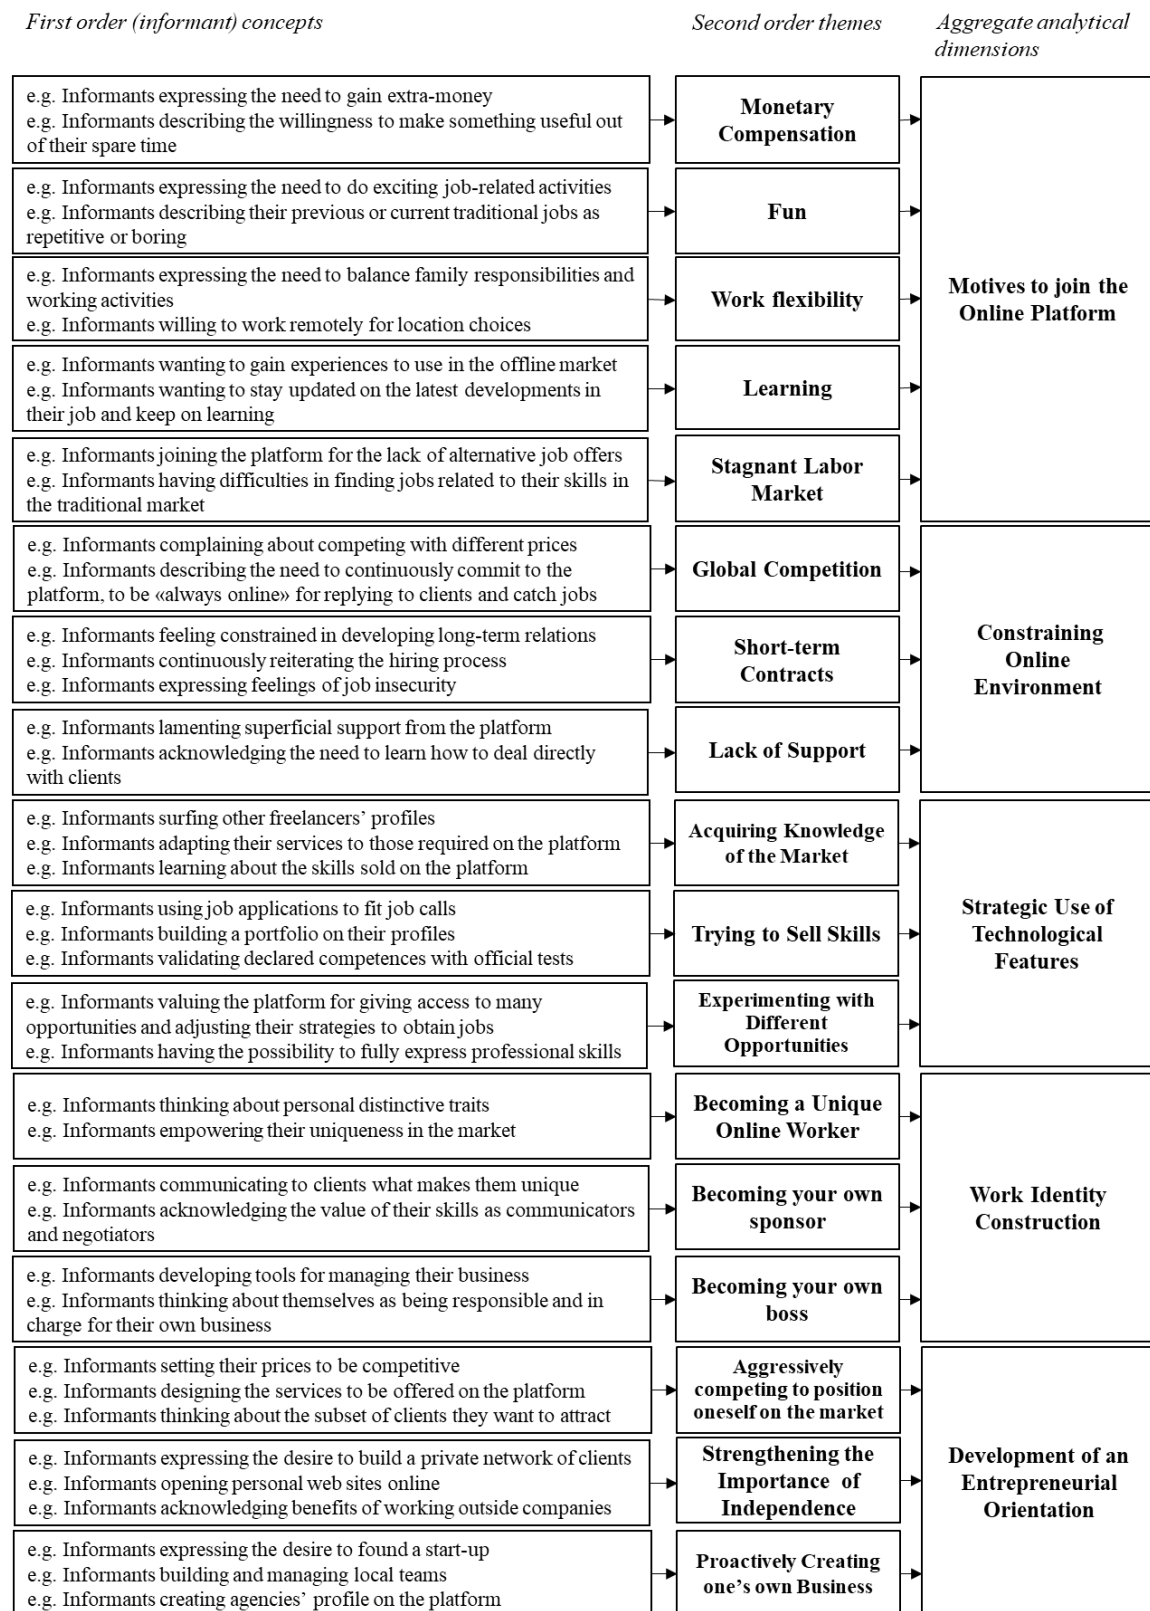 First order (informant) concepts
Second order themes
Aggregate analytical
dimensions
e.g. Informants expressing the need to gain extra-money
e.g. Informants describing the willingness to make something useful out
of their spare time
Monetary
Compensation
e.g. Informants expressing the need to do exciting job-related activities
e.g. Informants describing their previous or current traditional jobs as
repetitive or boring
Fun
e.g. Informants expressing the need to balance family responsibilities and
working activities
e.g. Informants willing to work remotely for location choices
Work flexibility
e.g. Informants wanting to gain experiences to use in the offline market
e.g. Informants wanting to stay updated on the latest developments in
their job and keep on learning
Learning
e.g. Informants joining the platform for the lack of alternative job offers
e.g. Informants having difficulties in finding jobs related to their skills in
the traditional market
Stagnant Labor
Market
Motives to join the
Online Platform
e.g. Informants complaining about competing with different prices
e.g. Informants describing the need to continuously commit to the
platform, to be «always online» for replying to clients and catch jobs
Global Competition
e.g. Informants feeling constrained in developing long-term relations
e.g. Informants continuously reiterating the hiring process
e.g. Informants expressing feelings of job insecurity
Short-term
Contracts
e.g. Informants lamenting superficial support from the platform
e.g. Informants acknowledging the need to learn how to deal directly
with clients
Lack of Support
Constraining
Online
Environment
e.g. Informants surfing other freelancers’ profiles
e.g. Informants adapting their services to those required on the platform
e.g. Informants learning about the skills sold on the platform
Acquiring Knowledge
of the Market
e.g. Informants using job applications to fit job calls
e.g. Informants building a portfolio on their profiles
e.g. Informants validating declared competences with official tests
Trying to Sell Skills
e.g. Informants valuing the platform for giving access to many
opportunities and adjusting their strategies to obtain jobs
e.g. Informants having the possibility to fully express professional skills
Experimenting with
Different
Opportunities
Strategic Use of
Technological
Features
e.g. Informants thinking about personal distinctive traits
e.g. Informants empowering their uniqueness in the market
Becoming a Unique
Online Worker
e.g. Informants communicating to clients what makes them unique
e.g. Informants acknowledging the value of their skills as communicators
and negotiators
Becoming your own
sponsor
e.g. Informants developing tools for managing their business
e.g. Informants thinking about themselves as being responsible and in
charge for their own business
Becoming your own
boss
Work Identity
Construction
e.g. Informants setting their prices to be competitive
e.g. Informants designing the services to be offered on the platform
e.g. Informants thinking about the subset of clients they want to attract
Aggressively
competing to position
oneself on the market
e.g. Informants expressing the desire to build a private network of clients
e.g. Informants opening personal web sites online
e.g. Informants acknowledging benefits of working outside companies
Strengthening the
Importance of
Independence
e.g. Informants expressing the desire to found a start-up
e.g. Informants building and managing local teams
e.g. Informants creating agencies’ profile on the platform
Proactively Creating
one’s own Business
Development of an
Entrepreneurial
Orientation